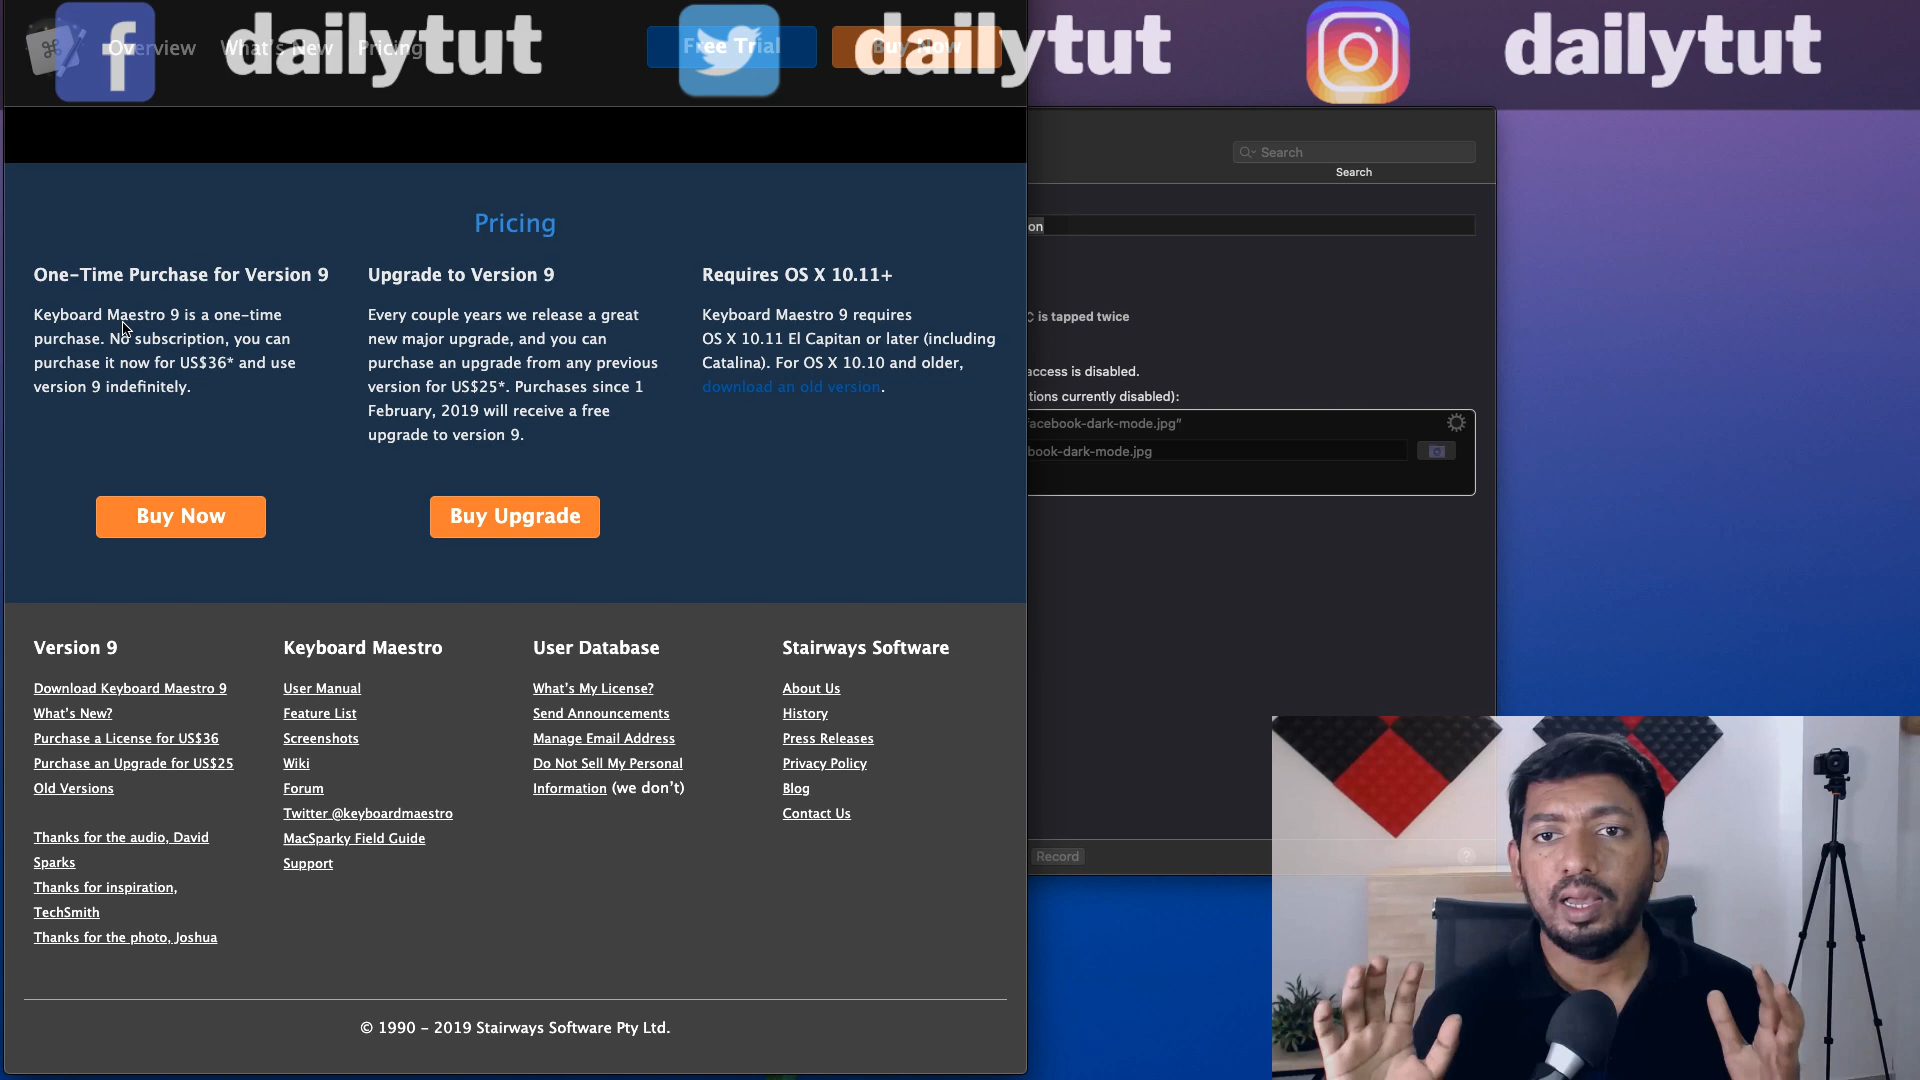 dailytut
dailytut
dailytut
Overview
What's New
Pricing
Free Trial
Buy Now
Search
Search
on
Pricing
One-Time Purchase for Version 9
Keyboard Maestro 9 is a one-time
purchase. No subscription, you can
purchase it now for US$36* and use
version 9 indefinitely.
Buy Now
Upgrade to Version 9
Every couple years we release a great
new major upgrade, and you can
purchase an upgrade from any previous
version for US$25*. Purchases since 1
February, 2019 will receive a free
upgrade to version 9.
Buy Upgrade
Requires OS X 10.11+
Keyboard Maestro 9 requires
OS X 10.11 El Capitan or later (including
Catalina). For OS X 10.10 and older,
download an old version.
is tapped twice
access is disabled.
tions currently disabled):
acebook-dark-mode.jpg"
book-dark-mode.jpg
Record
?
Version 9
Download Keyboard Maestro 9
What's New?
Purchase a License for US$36
Purchase an Upgrade for US$25
Old Versions
Thanks for the audio, David
Sparks
Thanks for inspiration,
TechSmith
Thanks for the photo, Joshua
Keyboard Maestro
User Manual
Feature List
Screenshots
Wiki
Forum
Twitter @keyboardmaestro
MacSparky Field Guide
Support
User Database
What's My License?
Send Announcements
Manage Email Address
Do Not Sell My Personal
Information (we don't)
Stairways Software
About Us
History
Press Releases
Privacy Policy
Blog
Contact Us
© 1990 – 2019 Stairways Software Pty Ltd.